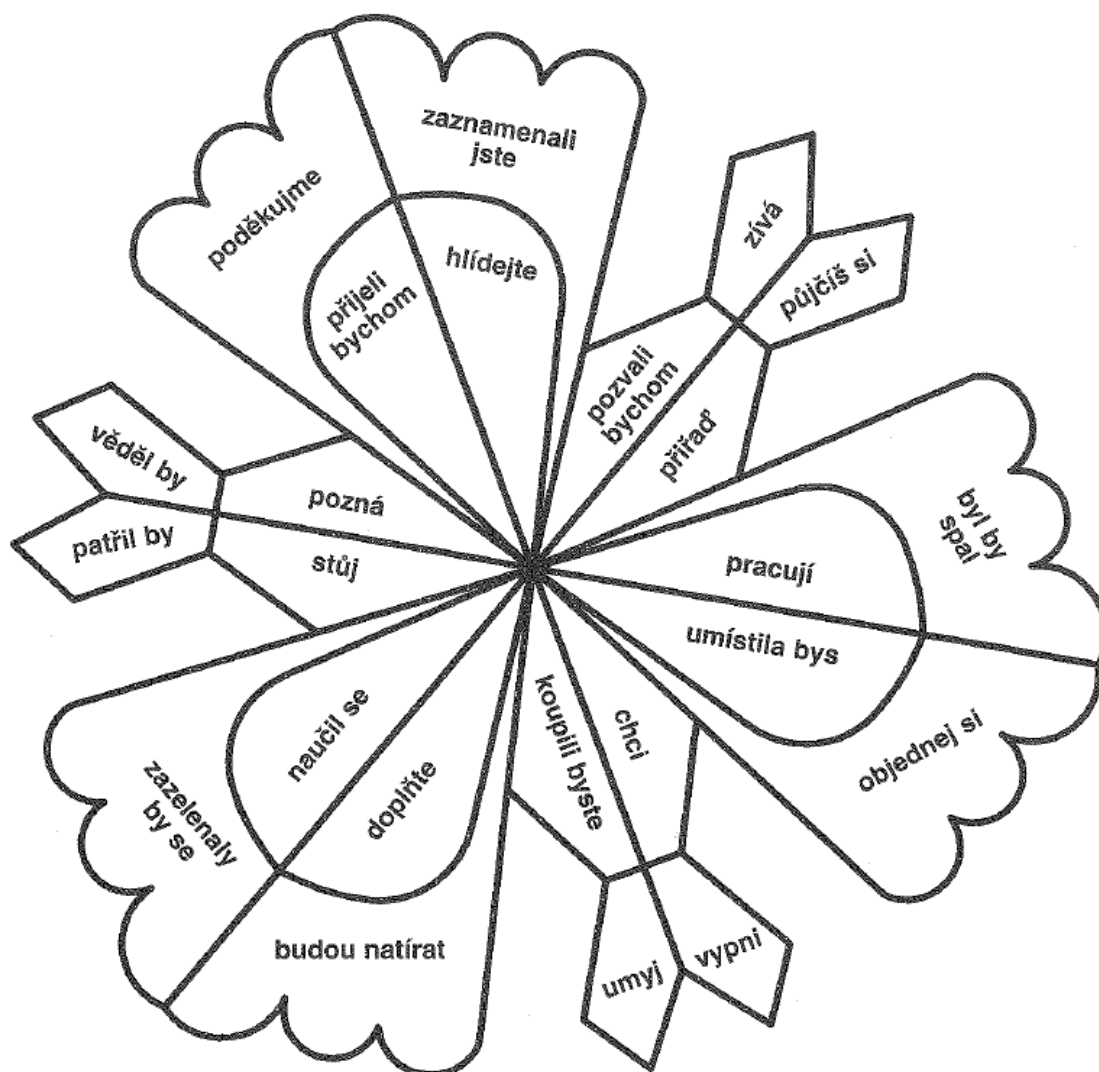 zaznamenali
jste
poděkujme
hlídejte
přijeli
bychom
zívá
půjčíš si
pozvali
bychom
přiřaď
věděl by
patřil by
pozná
stůj
pracují
umístila bys
byl by
spal
objednej si
naučil se
doplňte
zazelenaly
by se
budou natírat
koupili byste
chci
umyj
vypni